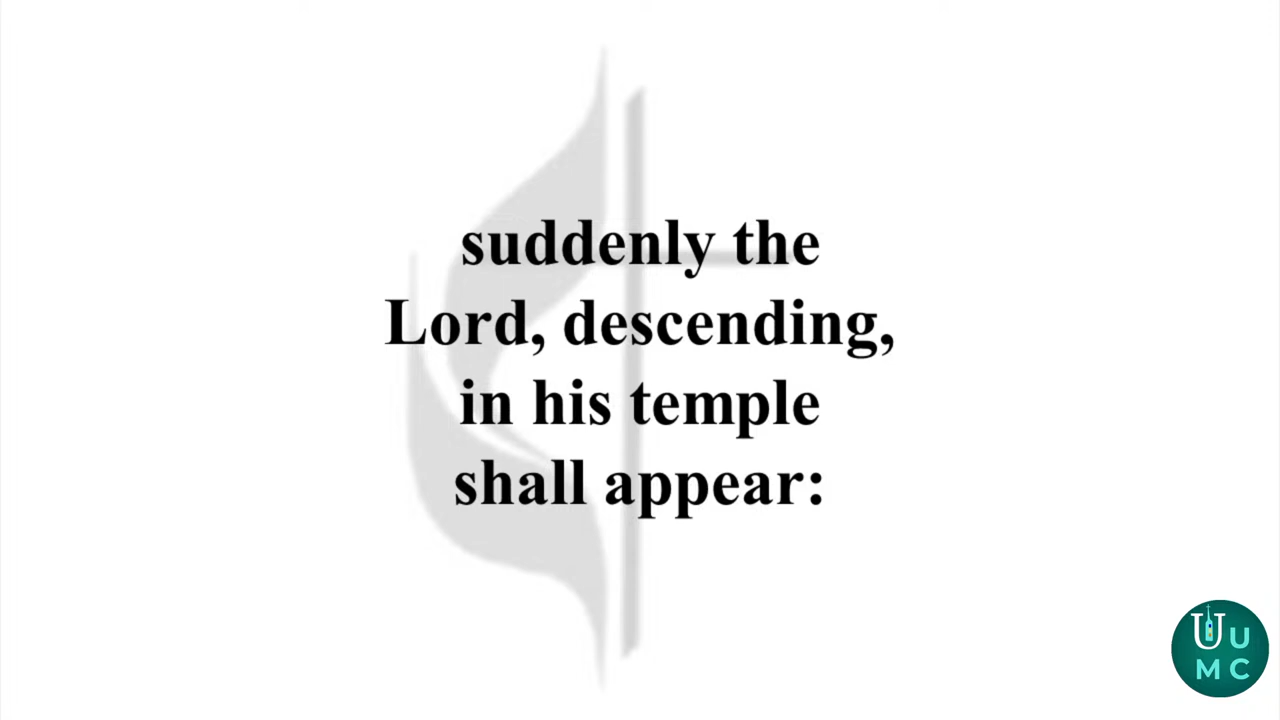 suddenly the
Lord, descending,
in his temple
shall appear:
U U
M C